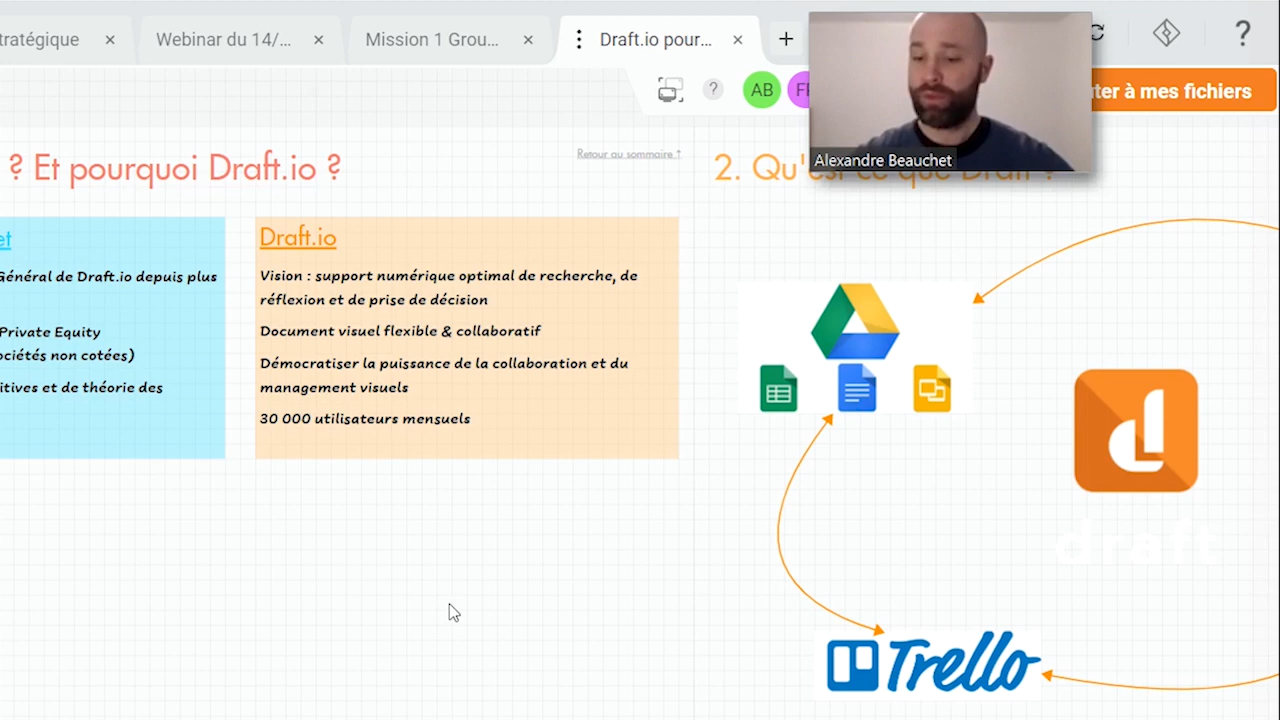 tratégique
Webinar du 14/...
Mission 1 Grou...
Draft.io pour...
?
?
AB
ter à mes fichiers
Alexandre Beauchet
? Et pourquoi Draft.io ?
Retour au sommaire ↑
2. Qu'est ce que Draft ?
et
Général de Draft.io depuis plus
Private Equity
ociétés non cotées)
itives et de théorie des
Draft.io
Vision : support numérique optimal de recherche, de
réflexion et de prise de décision
Document visuel flexible & collaboratif
Démocratiser la puissance de la collaboration et du
management visuels
30 000 utilisateurs mensuels
draft
Trello